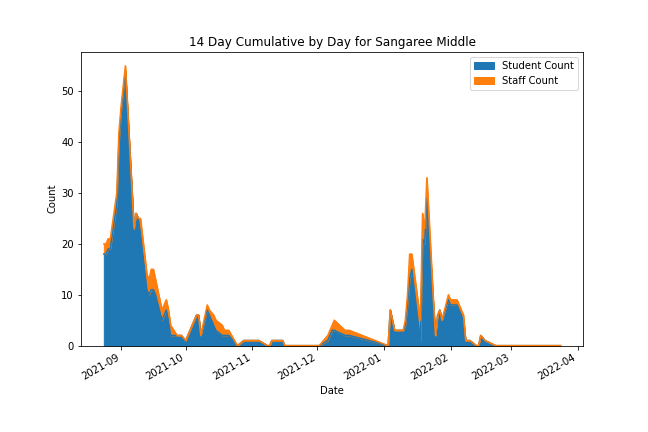 14 Day Cumulative by Day for Sangaree Middle
Student Count
Staff Count
Count
50
40
30
20
10
0
2021-09
2021-10
2021-11
2021-12
2022-01
2022-02
2022-03
2022-04
Date